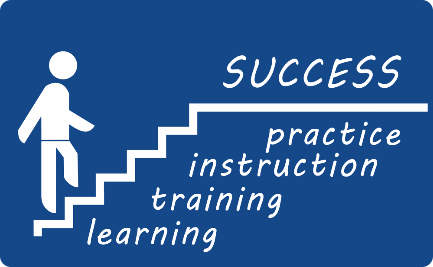 SUCCESS
practice
instruction
training
learning